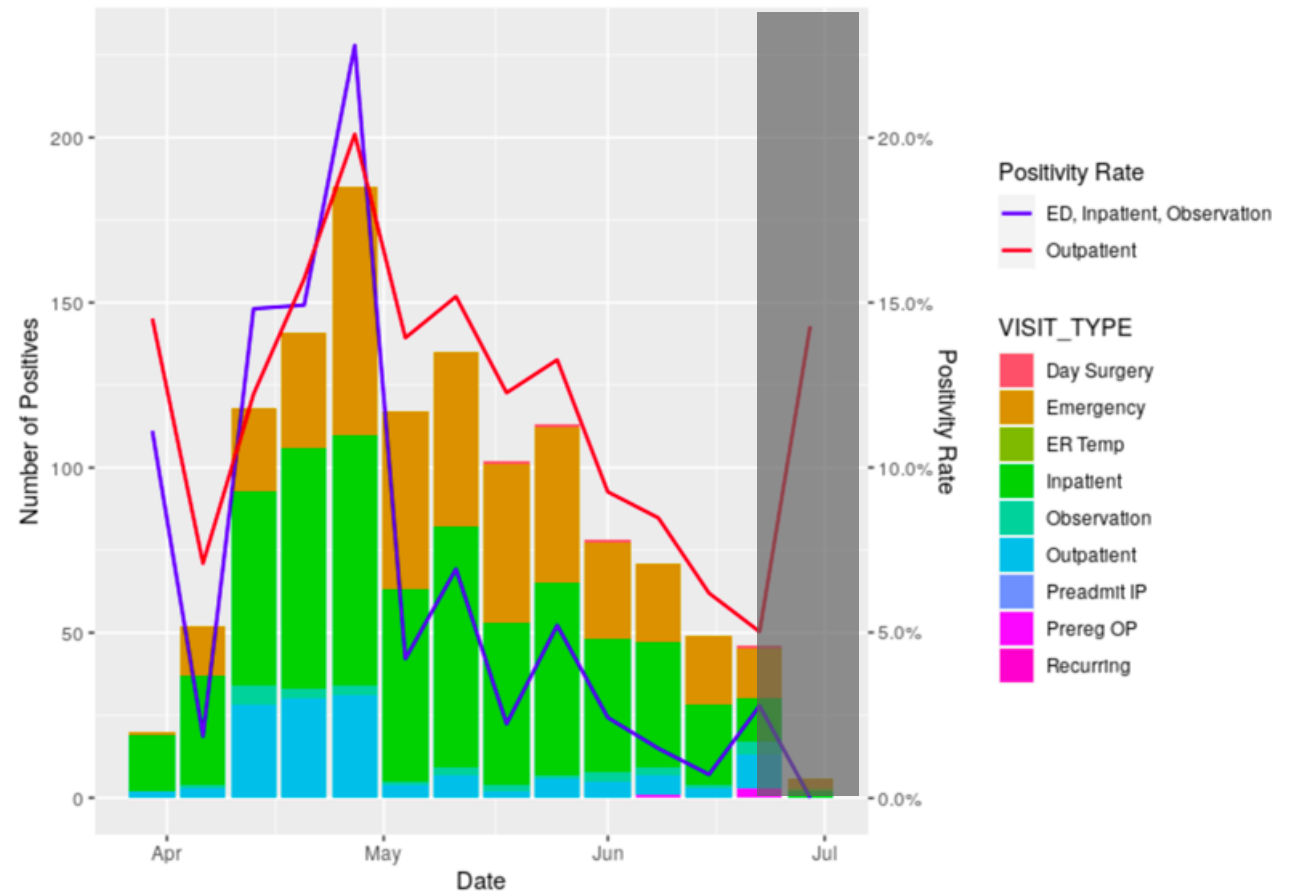 Number of Positives
200
150
100
50
0
20.0%
15.0%
10.0%
5.0%
0.0%
Positivity Rate
Apr
May
Jun
Jul
Date
Positivity Rate
ED, Inpatient, Observation
Outpatient
VISIT_TYPE
Day Surgery
Emergency
ER Temp
Inpatient
Observation
Outpatient
Preadmit IP
Prereg OP
Recurring